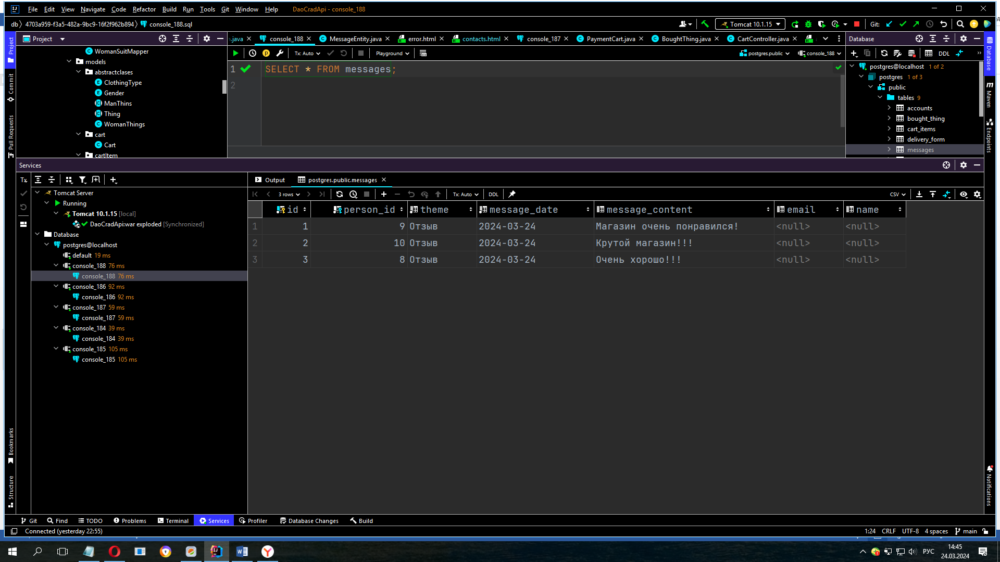 File Edit View Navigate Code Refactor Build Run Tools Git Window Help DaoCradApi - console_188
db 4703a959-f3a5-482a-9bc9-16f2f962b894 console_188.sql
Tomcat 10.1.15 Git:
Project
.java console_188 MessageEntity.java error.html contacts.html console_187 PaymentCart.java BoughtThing.java CartController.java
Database
Tx: Auto Playground postgres.public console_188
DDL
WomanSuitMapper
models
abstractclases
ClothingType
Gender
ManThins
Thing
WomanThings
cart
Cart
cartItem
1 SELECT * FROM messages;
2
postgres@localhost 1 of 2
postgres 1 of 3
public
tables 9
accounts
bought_thing
cart_items
delivery_form
messages
Project
Commit
Pull Requests
Bookmarks
Structure
Database
Maven
Endpoints
Notifications
Services
Tx
Output postgres.public.messages
3 rows Tx: Auto DDL CSV
Tomcat Server
Running
Tomcat 10.1.15 [local]
DaoCradApi:war exploded [Synchronized]
Database
postgres@localhost
default 19 ms
console_188 76 ms
console_188 76 ms
console_186 92 ms
console_186 92 ms
console_187 59 ms
console_187 59 ms
console_184 39 ms
console_184 39 ms
console_185 105 ms
console_185 105 ms
id person_id theme message_date message_content email name
1 1 9 Отзыв 2024-03-24 Магазин очень понравился! <null> <null>
2 2 10 Отзыв 2024-03-24 Крутой магазин!!! <null> <null>
3 3 8 Отзыв 2024-03-24 Очень хорошо!!! <null> <null>
Git Find TODO Problems Terminal Services Profiler Database Changes Build
Connected (yesterday 22:55) 1:24 CRLF UTF-8 4 spaces main
РУС 14:45
24.03.2024